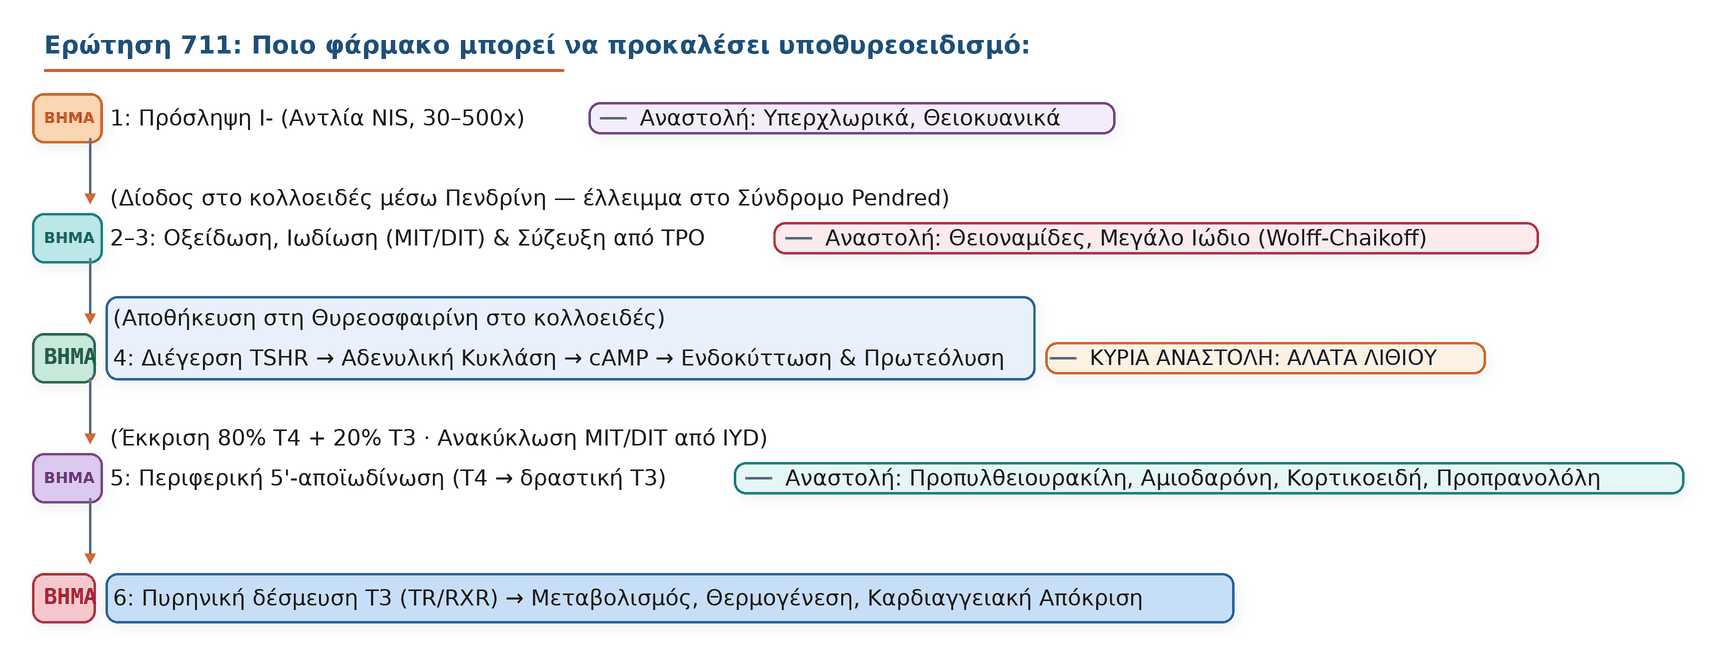 Ερώτηση 711: Ποιο φάρμακο μπορεί να προκαλέσει υποθυρεοειδισμό:
ΒΗΜΑ 1: Πρόσληψη I- (Αντλία NIS, 30–500x) — Αναστολή: Υπερχλωρικά, Θειοκυανικά
(Δίοδος στο κολλοειδές μέσω Πενδρίνη — έλλειμμα στο Σύνδρομο Pendred)
ΒΗΜΑ 2–3: Οξείδωση, Ιωδίωση (MIT/DIT) & Σύζευξη από TPO — Αναστολή: Θειοναμίδες, Μεγάλο Ιώδιο (Wolff-Chaikoff)
(Αποθήκευση στη Θυρεοσφαιρίνη στο κολλοειδές)
ΒΗΜΑ 4: Διέγερση TSHR → Αδενυλική Κυκλάση → cAMP → Ενδοκύττωση & Πρωτεόλυση — ΚΥΡΙΑ ΑΝΑΣΤΟΛΗ: ΑΛΑΤΑ ΛΙΘΙΟΥ
(Έκκριση 80% T4 + 20% T3 · Ανακύκλωση MIT/DIT από IYD)
ΒΗΜΑ 5: Περιφερική 5'-αποϊωδίνωση (T4 → δραστική T3) — Αναστολή: Προπυλθειουρακίλη, Αμιοδαρόνη, Κορτικοειδή, Προπρανολόλη
ΒΗΜΑ 6: Πυρηνική δέσμευση T3 (TR/RXR) → Μεταβολισμός, Θερμογένεση, Καρδιαγγειακή Απόκριση